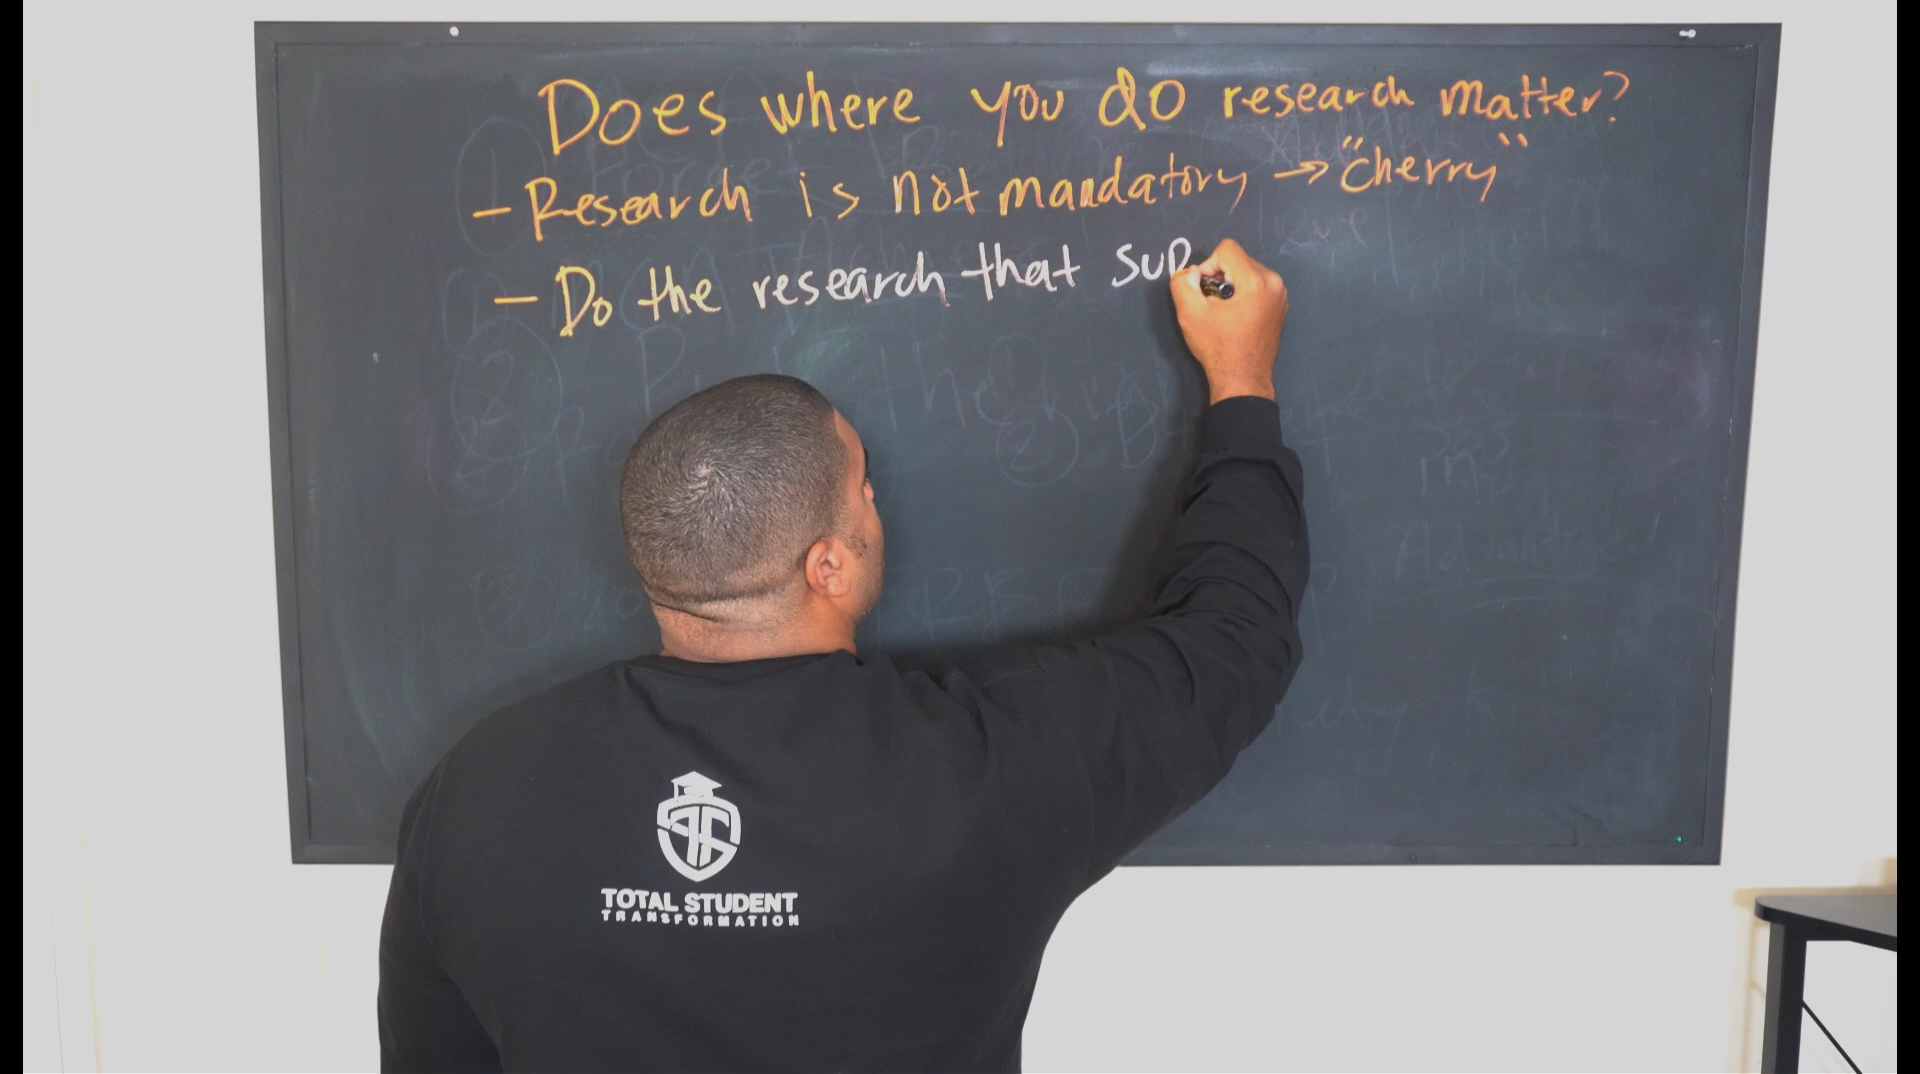 Does where you do research matter?
- Research is not mandatory → "cherry"
- Do the research that sup
TOTAL STUDENT
TRANSFORMATION